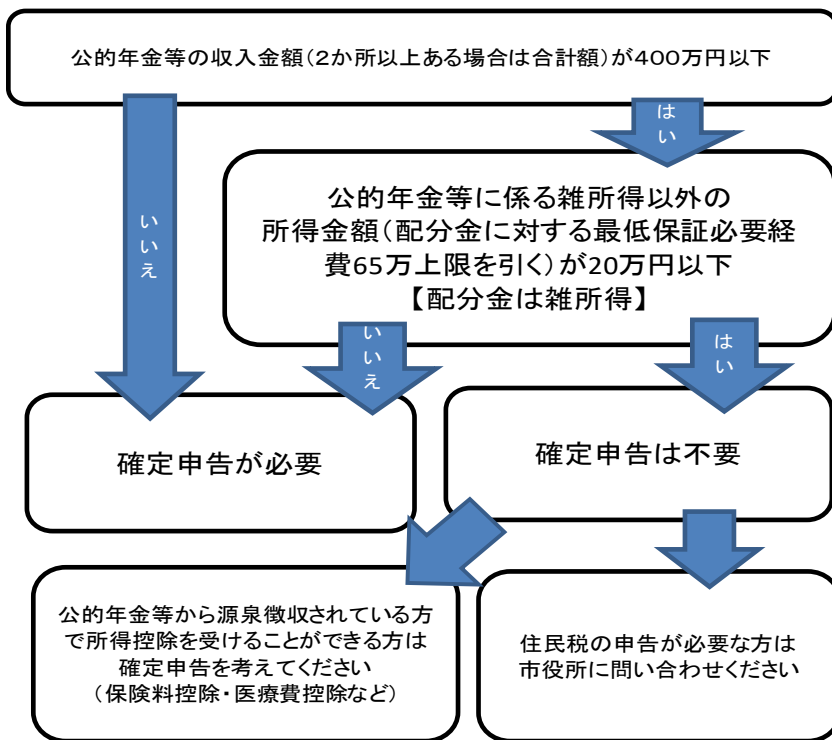 公的年金等の収入金額(2か所以上ある場合は合計額)が400万円以下
はい
いいえ
公的年金等に係る雑所得以外の
所得金額(配分金に対する最低保証必要経
費65万上限を引く)が20万円以下
【配分金は雑所得】
いいえ
はい
確定申告が必要
確定申告は不要
公的年金等から源泉徴収されている方
で所得控除を受けることができる方は
確定申告を考えてください
(保険料控除・医療費控除など)
住民税の申告が必要な方は
市役所に問い合わせください